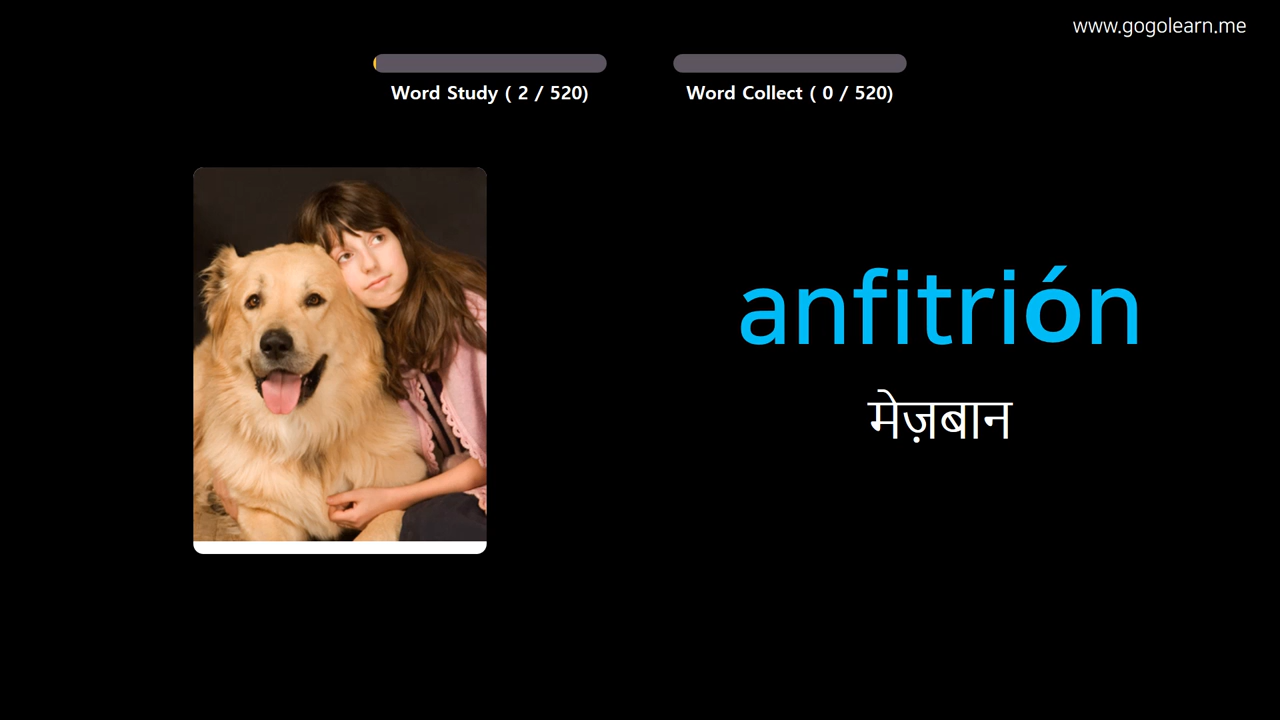 www.gogolearn.me
Word Study ( 2 / 520)
Word Collect ( 0 / 520)
anfitrión
मेज़बान